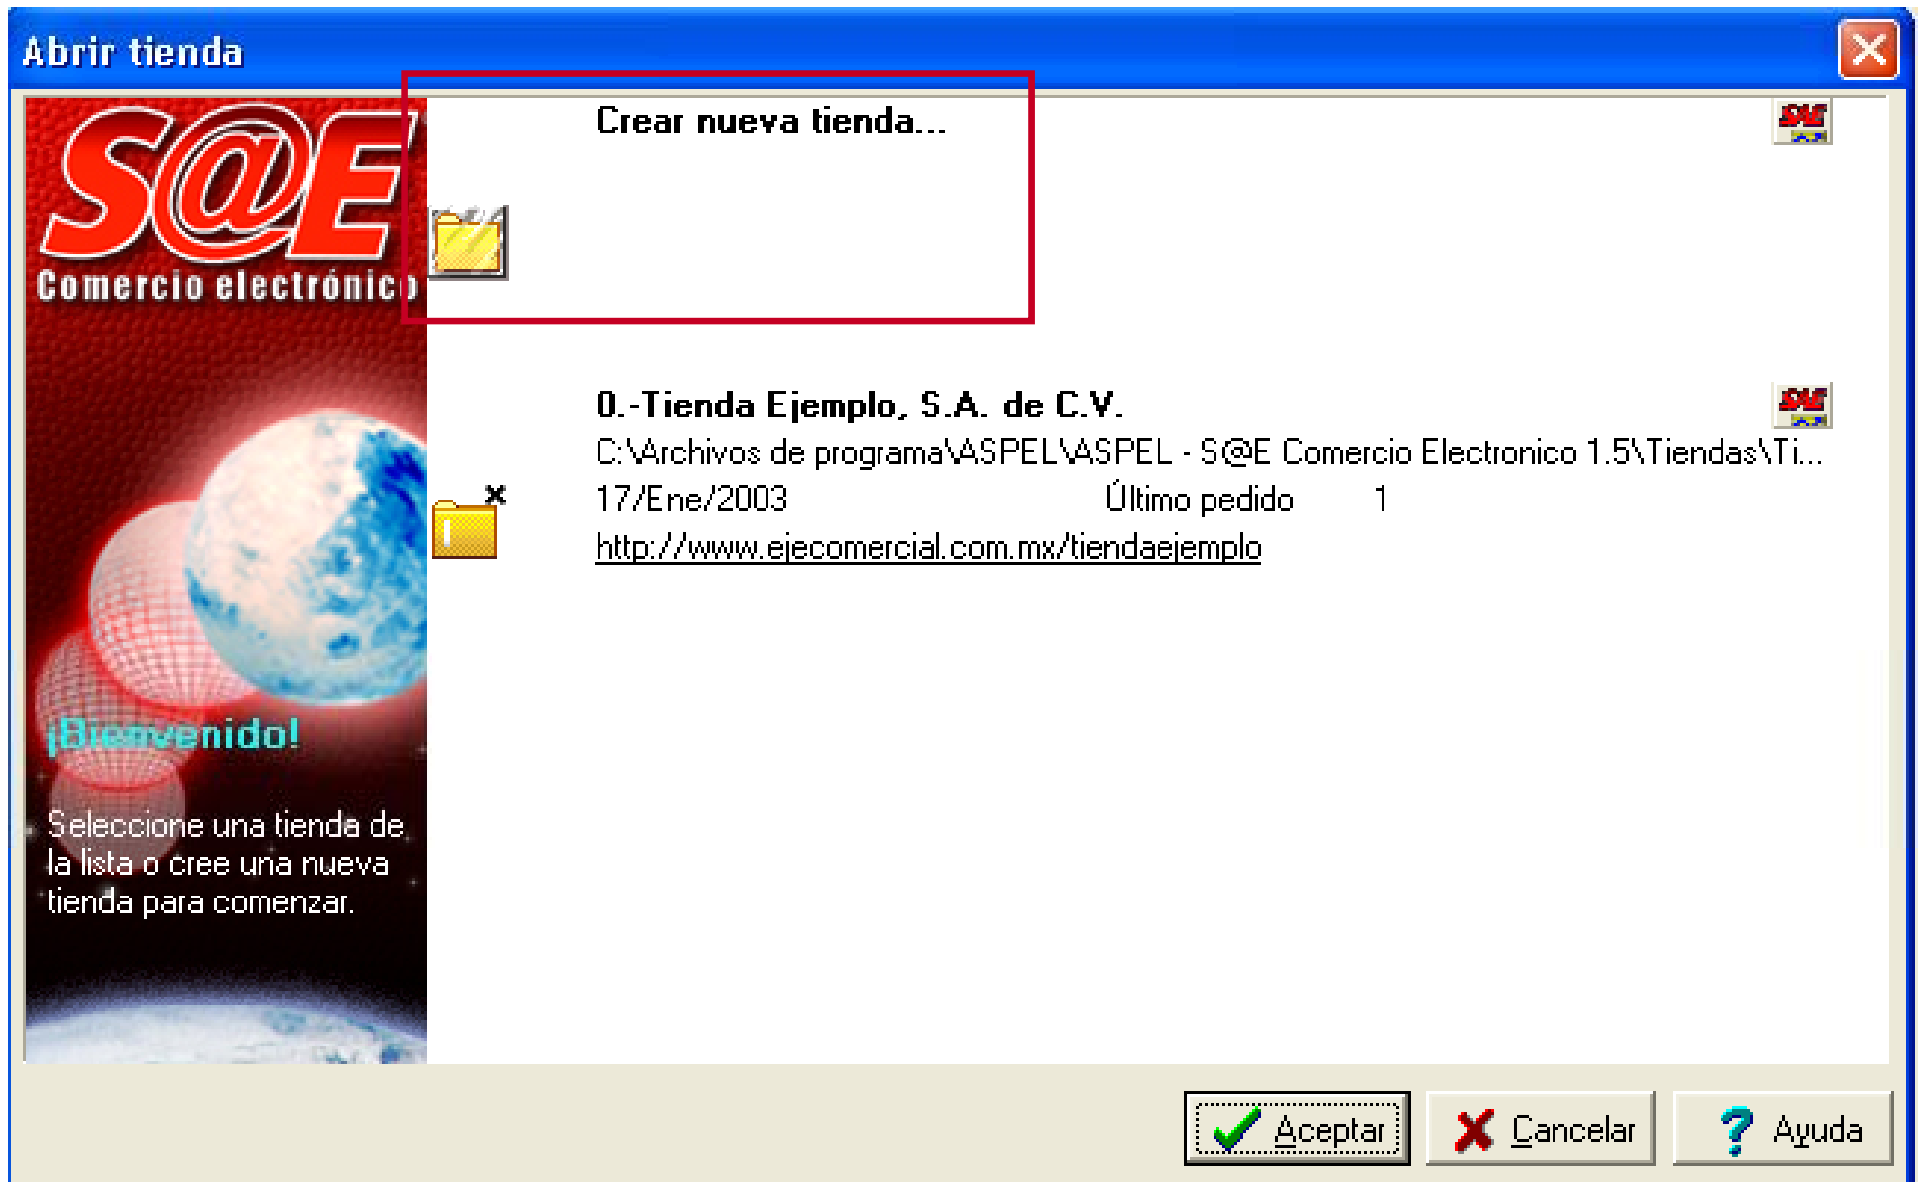 Abrir tienda
S@E
Comercio electrónico
¡Bienvenido!
Seleccione una tienda de
la lista o cree una nueva
tienda para comenzar.
Crear nueva tienda...
SAE
0.-Tienda Ejemplo, S.A. de C.V.
SAE
C:\Archivos de programa\ASPEL\ASPEL - S@E Comercio Electronico 1.5\Tiendas\Ti...
17/Ene/2003 Último pedido 1
http://www.ejecomercial.com.mx/tiendaejemplo
Aceptar Cancelar Ayuda